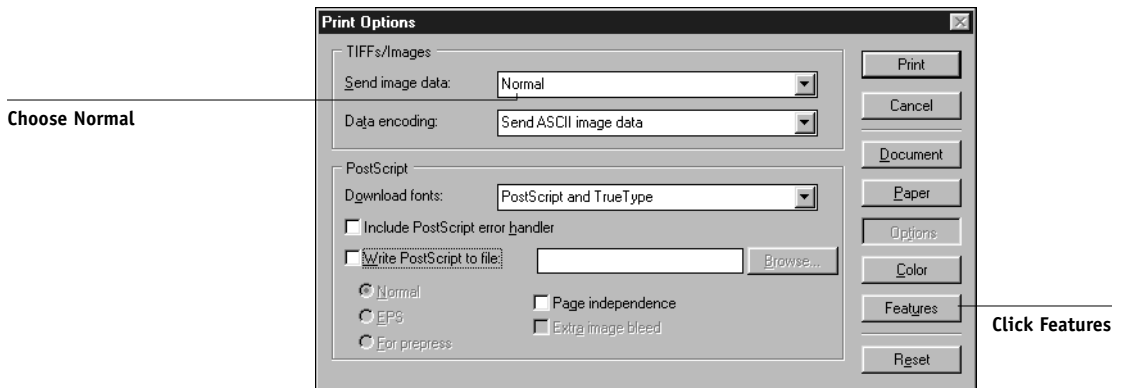 Print Options
TIFFs/Images
Send image data: Normal
Data encoding: Send ASCII image data
PostScript
Download fonts: PostScript and TrueType
Include PostScript error handler
Write PostScript to file: Browse...
Normal
EPS
For prepress
Page independence
Extra image bleed
Print
Cancel
Document
Paper
Options
Color
Features
Reset
Choose Normal
Click Features